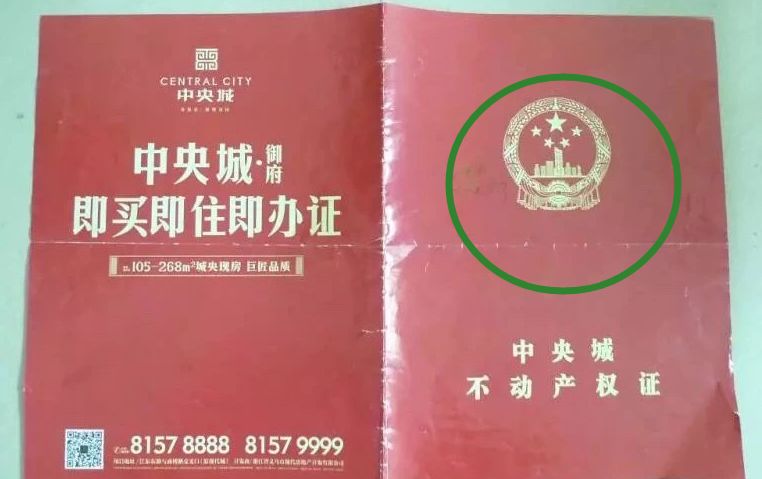 CENTRAL CITY
中央城
中央城·御府
即买即住即办证
105-268m²城央现房 巨匠品质
8157 8888 8157 9999
中央城
不动产权证